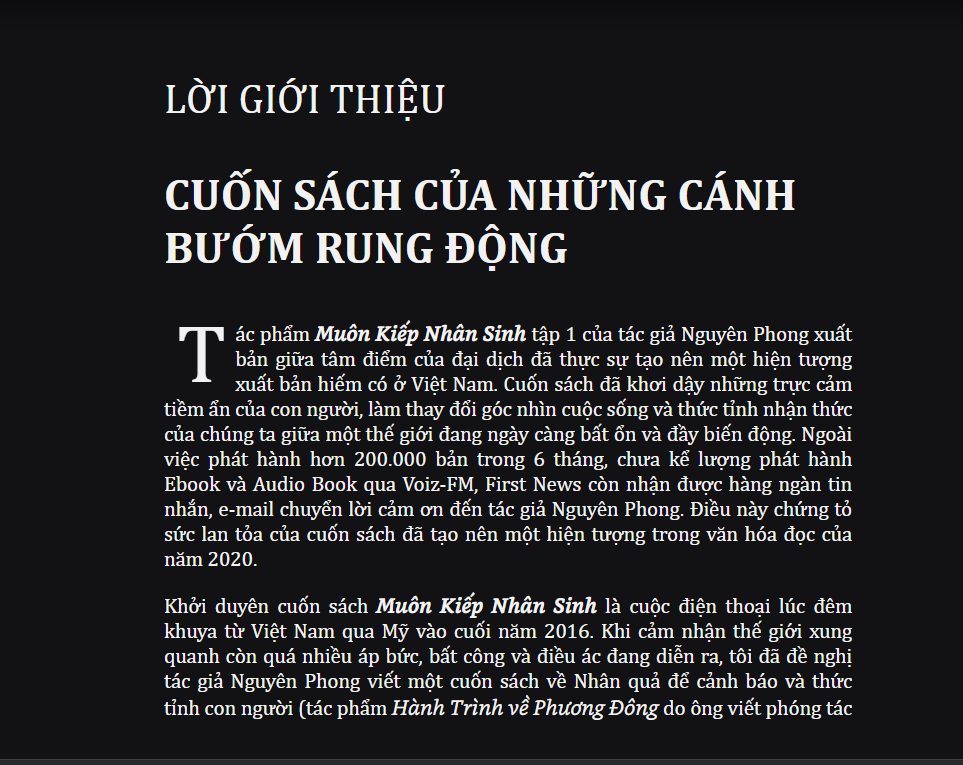 LỜI GIỚI THIỆU
CUỐN SÁCH CỦA NHỮNG CÁNH
BƯỚM RUNG ĐỘNG
Tác phẩm Muôn Kiếp Nhân Sinh tập 1 của tác giả Nguyên Phong xuất
bản giữa tâm điểm của đại dịch đã thực sự tạo nên một hiện tượng
xuất bản hiếm có ở Việt Nam. Cuốn sách đã khơi dậy những trực cảm
tiềm ẩn của con người, làm thay đổi góc nhìn cuộc sống và thức tỉnh nhận thức
của chúng ta giữa một thế giới đang ngày càng bất ổn và đầy biến động. Ngoài
việc phát hành hơn 200.000 bản trong 6 tháng, chưa kể lượng phát hành
Ebook và Audio Book qua Voiz-FM, First News còn nhận được hàng ngàn tin
nhắn, e-mail chuyển lời cảm ơn đến tác giả Nguyên Phong. Điều này chứng tỏ
sức lan tỏa của cuốn sách đã tạo nên một hiện tượng trong văn hóa đọc của
năm 2020.
Khởi duyên cuốn sách Muôn Kiếp Nhân Sinh là cuộc điện thoại lúc đêm
khuya từ Việt Nam qua Mỹ vào cuối năm 2016. Khi cảm nhận thế giới xung
quanh còn quá nhiều áp bức, bất công và điều ác đang diễn ra, tôi đã đề nghị
tác giả Nguyên Phong viết một cuốn sách về Nhân quả để cảnh báo và thức
tỉnh con người (tác phẩm Hành Trình về Phương Đông do ông viết phóng tác